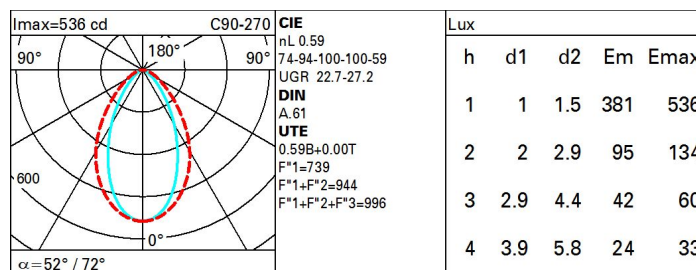 Imax=536 cd C90-270
90° 180° 90°
600
0°
α=52° / 72°
CIE
nL 0.59
74-94-100-100-59
UGR 22.7-27.2
DIN
A.61
UTE
0.59B+0.00T
F"1=739
F"1+F"2=944
F"1+F"2+F"3=996
Lux
h d1 d2 Em Emax
1 1 1.5 381 536
2 2 2.9 95 134
3 2.9 4.4 42 60
4 3.9 5.8 24 33